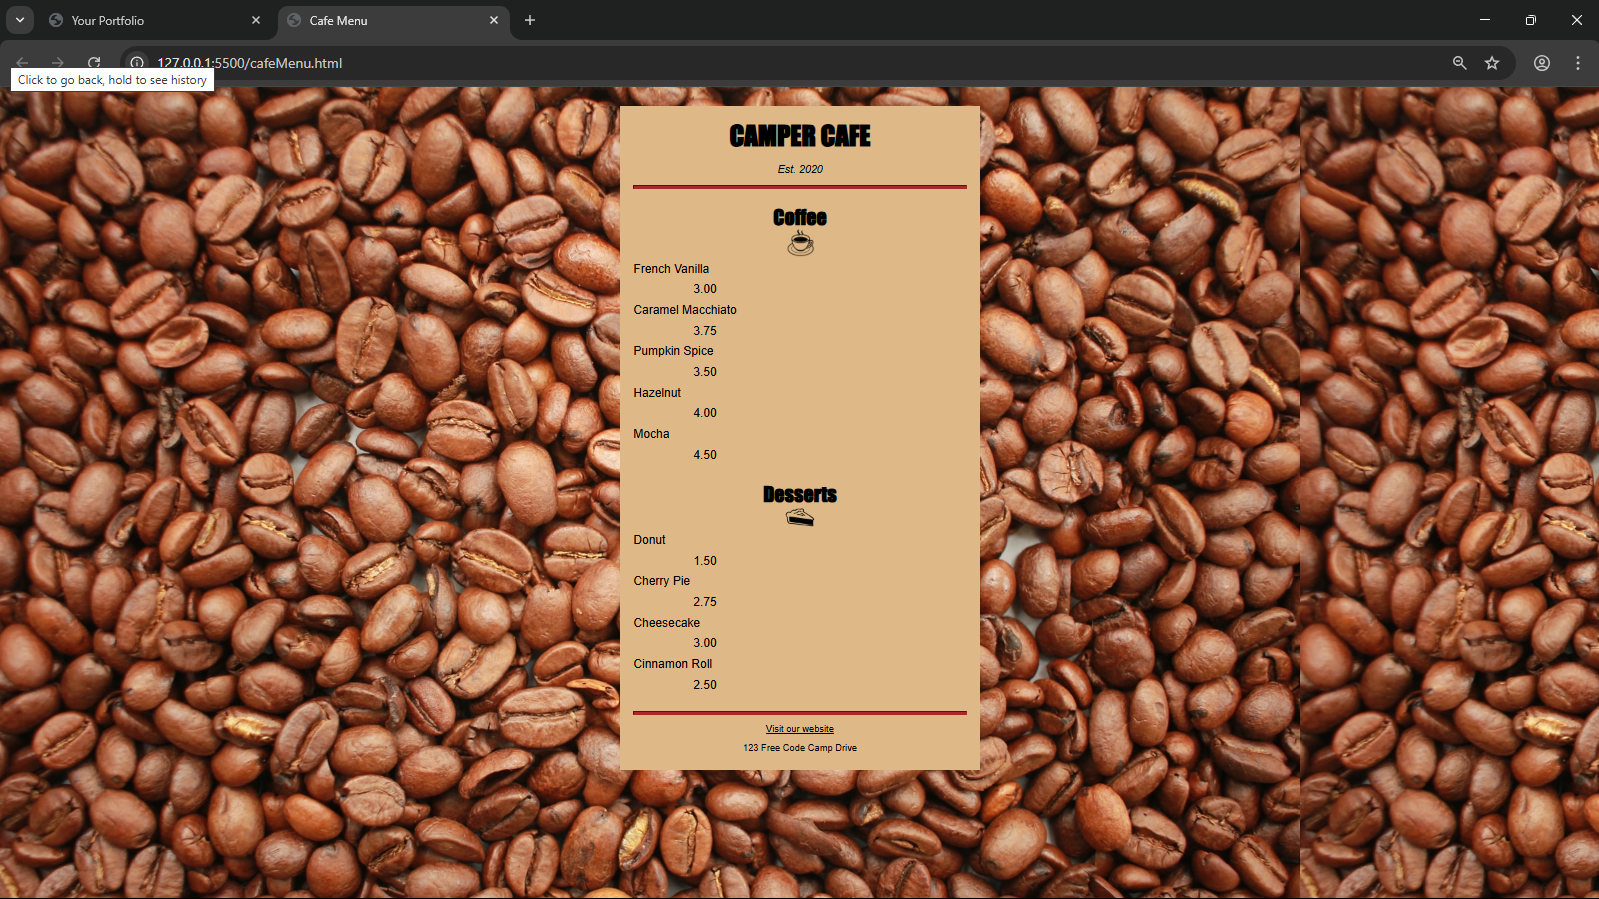 Your Portfolio
Cafe Menu
127.0.0.1:5500/cafeMenu.html
Click to go back, hold to see history
CAMPER CAFE
Est. 2020
Coffee
French Vanilla
3.00
Caramel Macchiato
3.75
Pumpkin Spice
3.50
Hazelnut
4.00
Mocha
4.50
Desserts
Donut
1.50
Cherry Pie
2.75
Cheesecake
3.00
Cinnamon Roll
2.50
Visit our website
123 Free Code Camp Drive